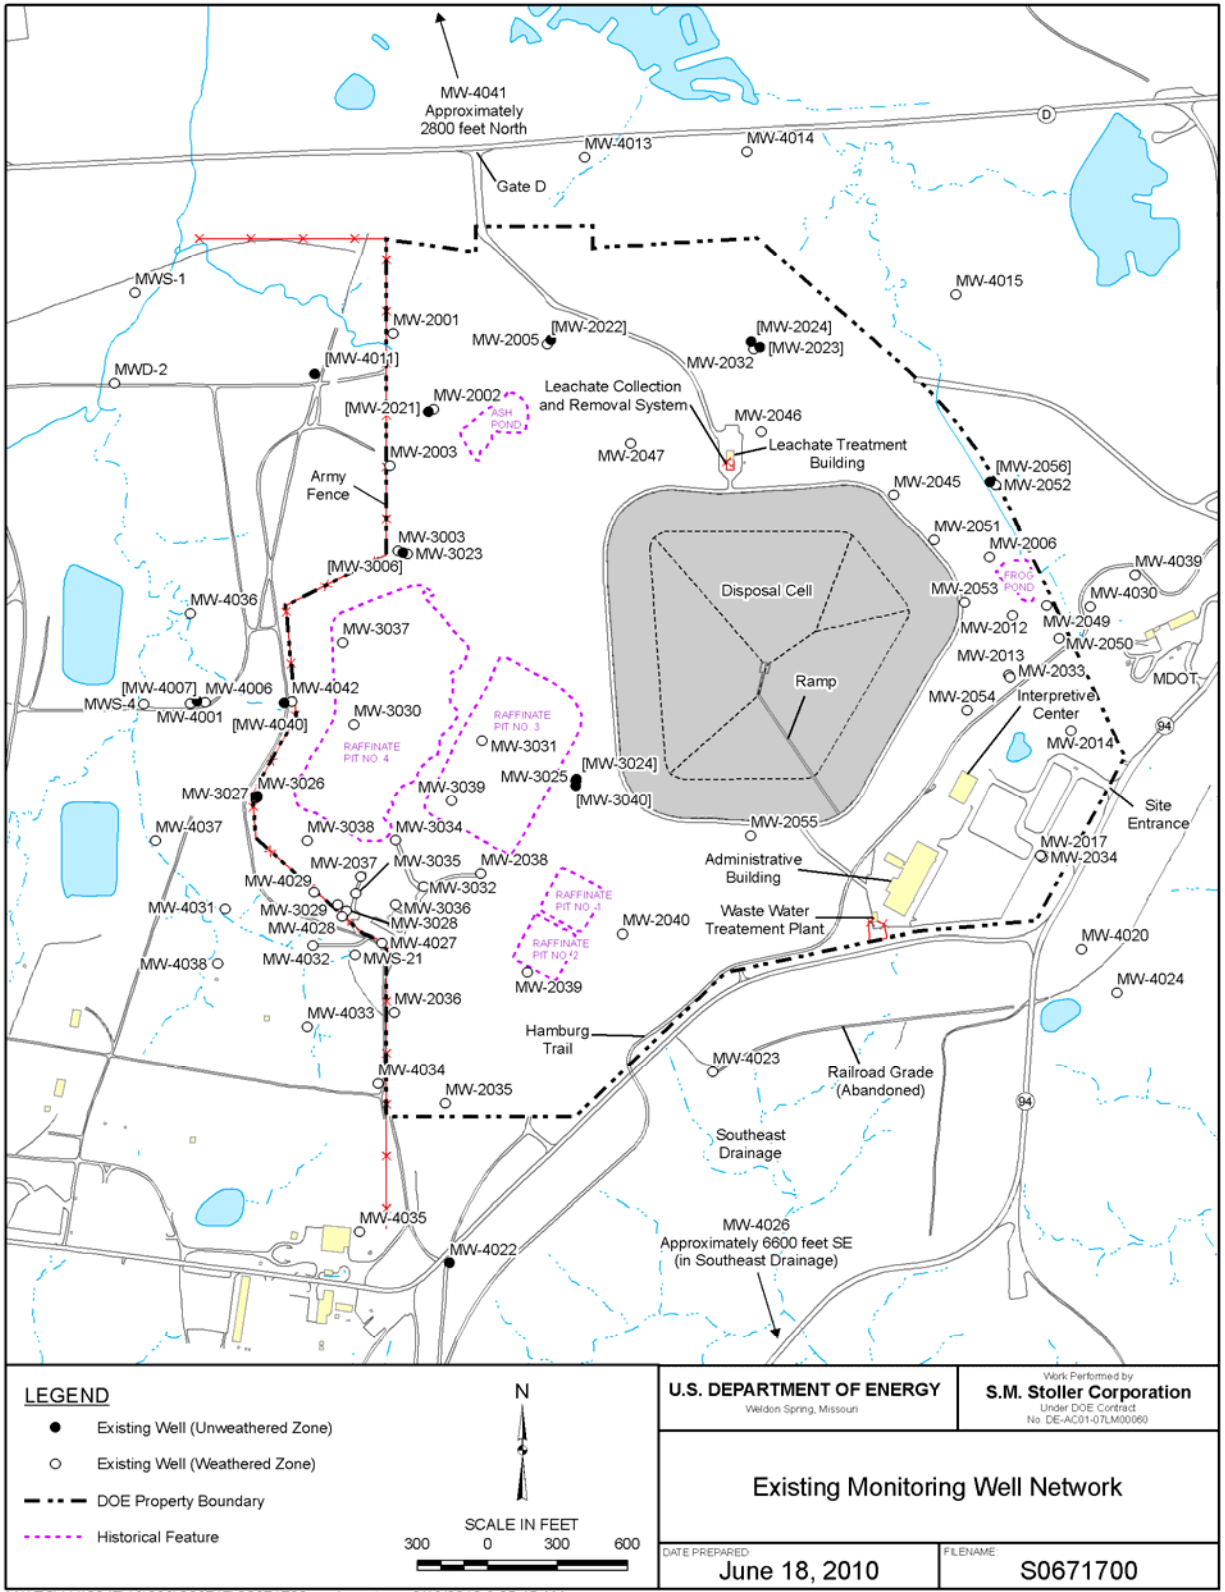 MW-4041
Approximately
2800 feet North
D
MW-4013
MW-4014
Gate D
MWS-1
MW-4015
MW-2001
MW-2005
[MW-2022]
[MW-2024]
[MW-2023]
MW-2032
[MW-4011]
MWD-2
Leachate Collection
and Removal System
[MW-2021]
MW-2002
ASH
POND
MW-2046
MW-2047
Leachate Treatment
Building
MW-2003
Army
Fence
MW-2045
[MW-2056]
MW-2052
MW-2051
MW-2006
MW-3003
MW-3023
[MW-3006]
FROG
POND
MW-4039
MW-4030
MW-2053
Disposal Cell
MW-4036
MW-2012
MW-2049
MW-2050
MW-3037
MW-2013
MW-2033
MDOT
[MW-4007]
MW-4006
MWS-4
MW-4001
MW-4042
[MW-4040]
Ramp
MW-2054
Interpretive
Center
MW-3030
RAFFINATE
PIT NO. 3
RAFFINATE
PIT NO. 4
MW-3031
MW-2014
94
[MW-3024]
MW-3025
[MW-3040]
MW-3026
MW-3027
MW-3039
Site
Entrance
MW-4037
MW-3038
MW-3034
MW-2055
MW-2017
MW-2034
MW-2037
MW-3035
MW-2038
Administrative
Building
MW-4029
MW-3032
RAFFINATE
PIT NO. 1
MW-4031
MW-3029
MW-3036
MW-3028
MW-2040
Waste Water
Treatement Plant
MW-4028
MW-4027
RAFFINATE
PIT NO. 2
MW-4032
MWS-21
MW-4038
MW-2039
MW-4020
MW-4024
MW-2036
MW-4033
Hamburg
Trail
MW-4023
Railroad Grade
(Abandoned)
MW-4034
MW-2035
94
Southeast
Drainage
MW-4035
MW-4026
Approximately 6600 feet SE
(in Southeast Drainage)
MW-4022
LEGEND
Existing Well (Unweathered Zone)
Existing Well (Weathered Zone)
DOE Property Boundary
Historical Feature
N
SCALE IN FEET
300 0 300 600
U.S. DEPARTMENT OF ENERGY
Weldon Spring, Missouri
Work Performed by
S.M. Stoller Corporation
Under DOE Contract
No. DE-AC01-07LM00060
Existing Monitoring Well Network
DATE PREPARED:
June 18, 2010
FILENAME:
S0671700